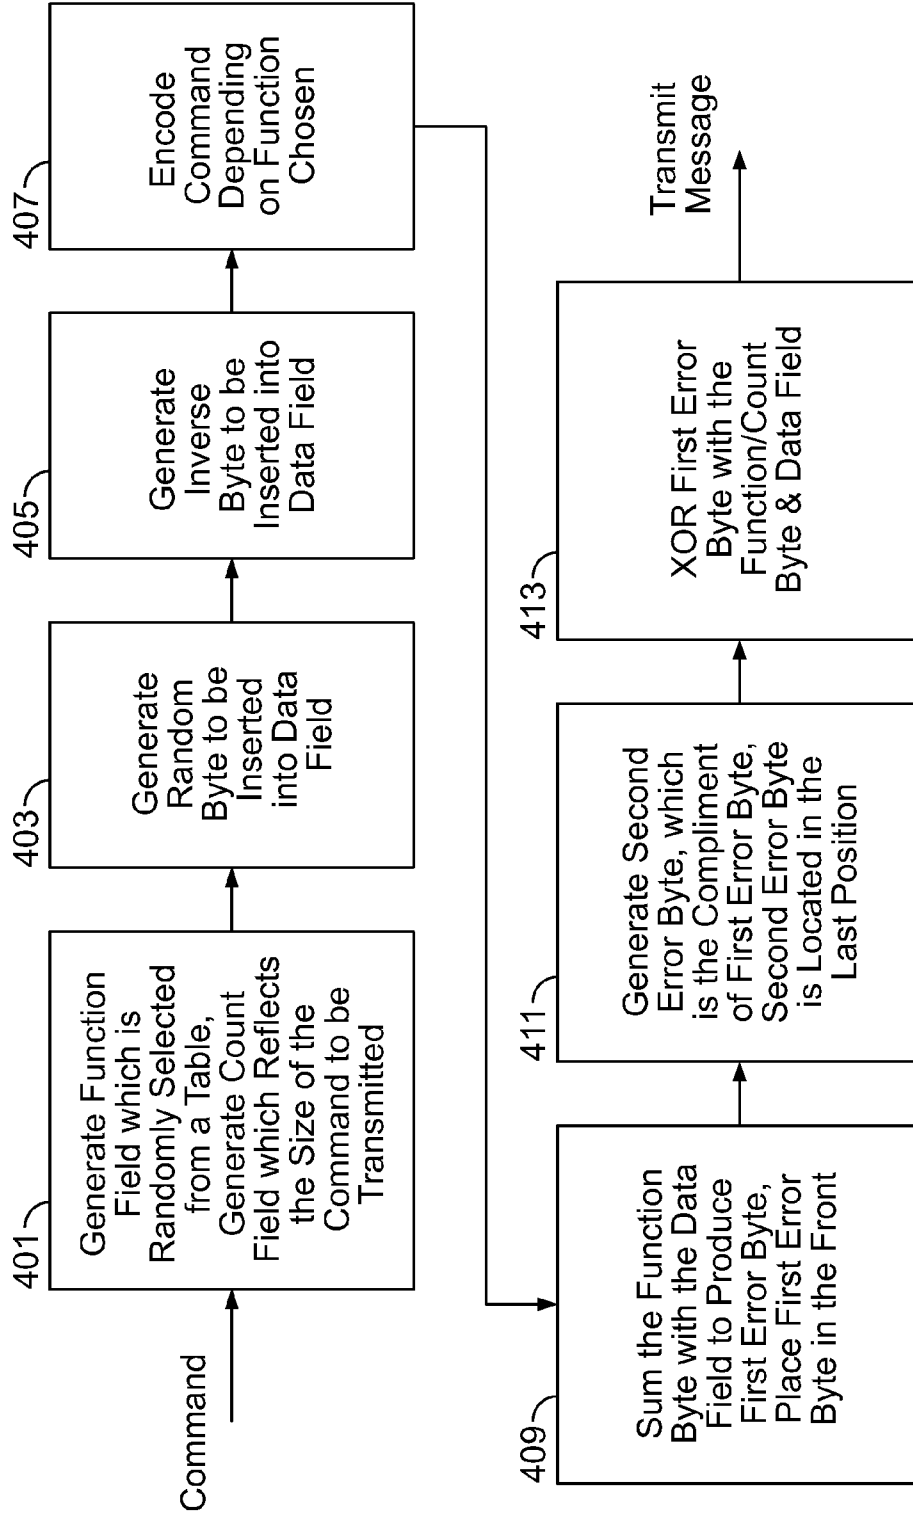 Command
401
Generate Function
Field which is
Randomly Selected
from a Table,
Generate Count
Field which Reflects
the Size of the
Command to be
Transmitted
403
Generate
Random
Byte to be
Inserted
into Data
Field
405
Generate
Inverse
Byte to be
Inserted into
Data Field
407
Encode
Command
Depending
on Function
Chosen
409
Sum the Function
Byte with the Data
Field to Produce
First Error Byte,
Place First Error
Byte in the Front
411
Generate Second
Error Byte, which
is the Compliment
of First Error Byte,
Second Error Byte
is Located in the
Last Position
413
XOR First Error
Byte with the
Function/Count
Byte & Data Field
Transmit
Message